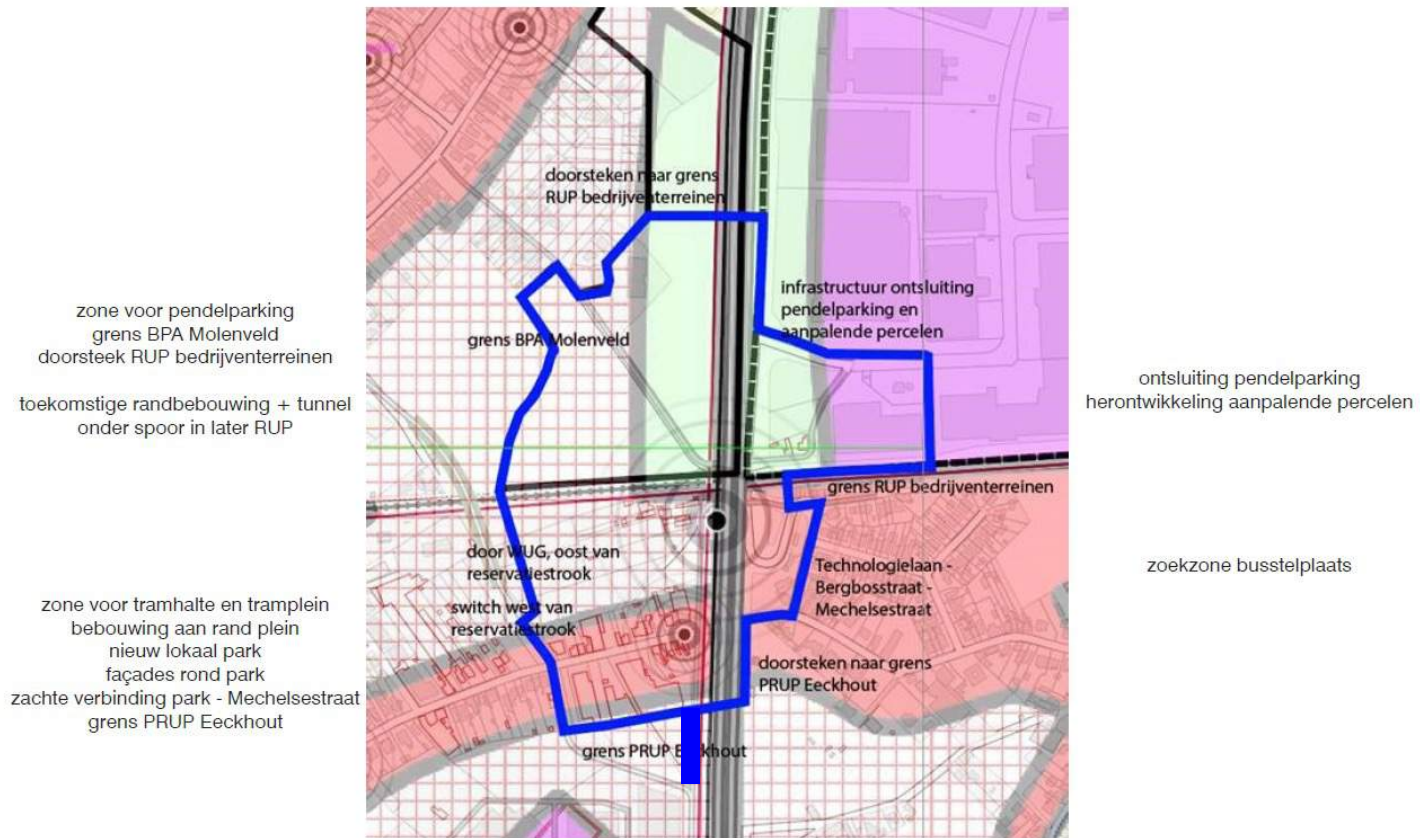 zone voor pendelparking
grens BPA Molenveld
doorsteek RUP bedrijventerreinen
toekomstige randbebouwing + tunnel
onder spoor in later RUP
zone voor tramhalte en tramplein
bebouwing aan rand plein
nieuw lokaal park
façades rond park
zachte verbinding park - Mechelsestraat
grens PRUP Eeckhout
doorsteken naar grens
RUP bedrijventerreinen
infrastructuur ontsluiting
pendelparking en
aanpalende percelen
grens BPA Molenveld
grens RUP bedrijventerreinen
door WUG, oost van
reservatiestrook
switch west van
reservatiestrook
Technologielaan -
Bergbosstraat -
Mechelsestraat
doorsteken naar grens
PRUP Eeckhout
grens PRUP
ontsluiting pendelparking
herontwikkeling aanpalende percelen
zoekzone busstelplaats